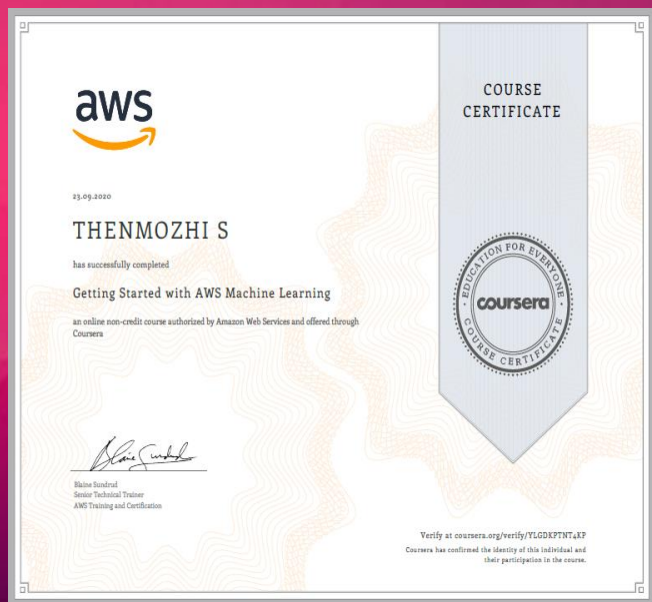 aws
23.09.2020
THENMOZHI S
has successfully completed
Getting Started with AWS Machine Learning
an online non-credit course authorized by Amazon Web Services and offered through
Coursera
Blaine Sundrud
Senior Technical Trainer
AWS Training and Certification
COURSE
CERTIFICATE
EDUCATION FOR EVERYONE
coursera
COURSE CERTIFICATE
Verify at coursera.org/verify/YLGDKPTNT4KP
Coursera has confirmed the identity of this individual and
their participation in the course.